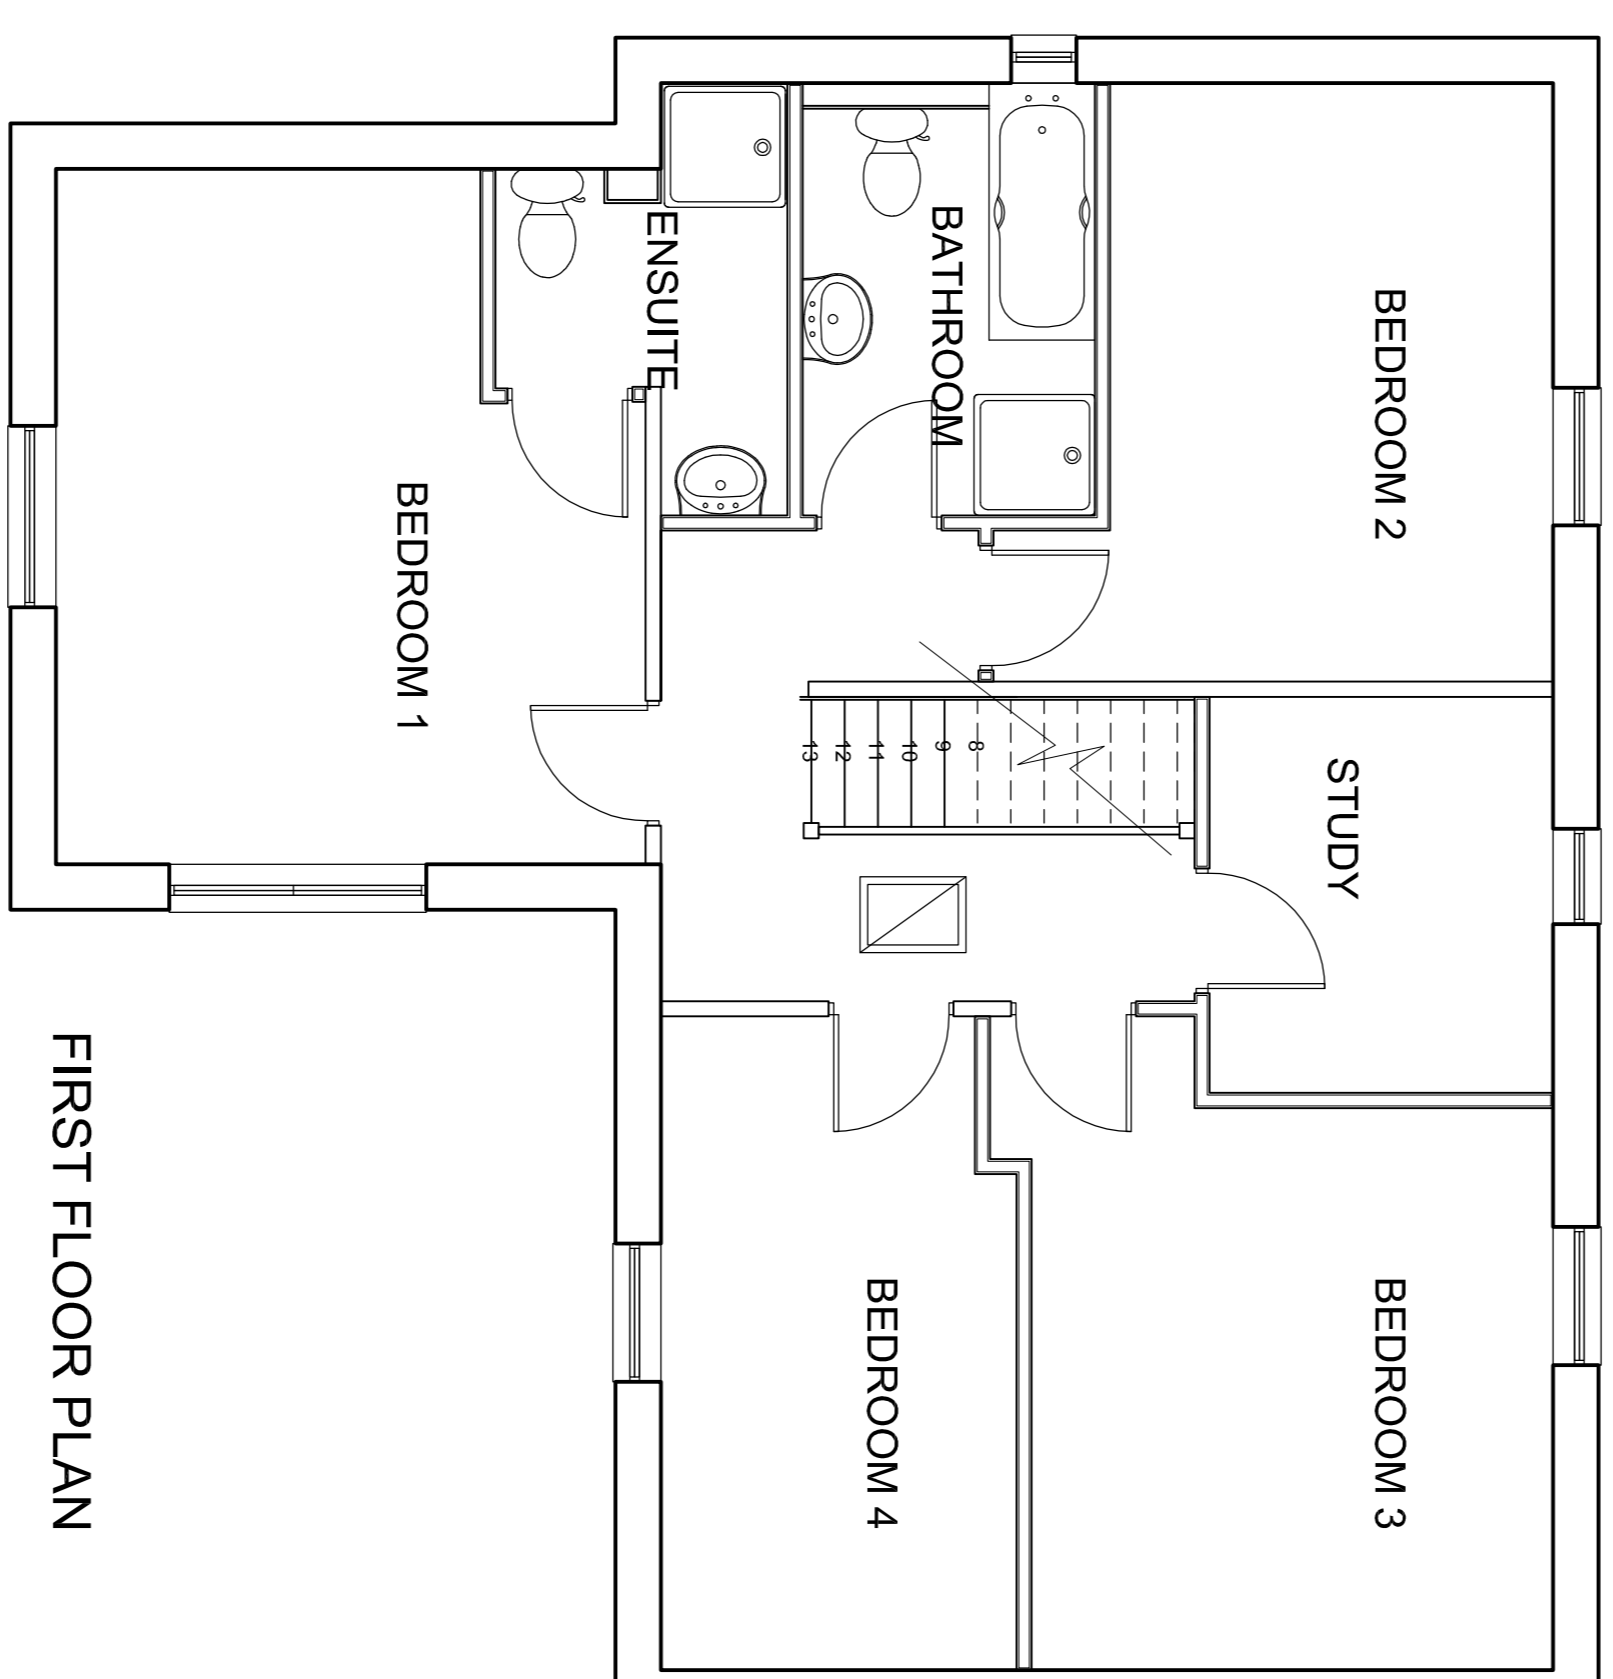 BEDROOM 2
STUDY
BEDROOM 3
BATHROOM
8
9
10
11
12
13
BEDROOM 4
ENSUITE
BEDROOM 1
FIRST FLOOR PLAN